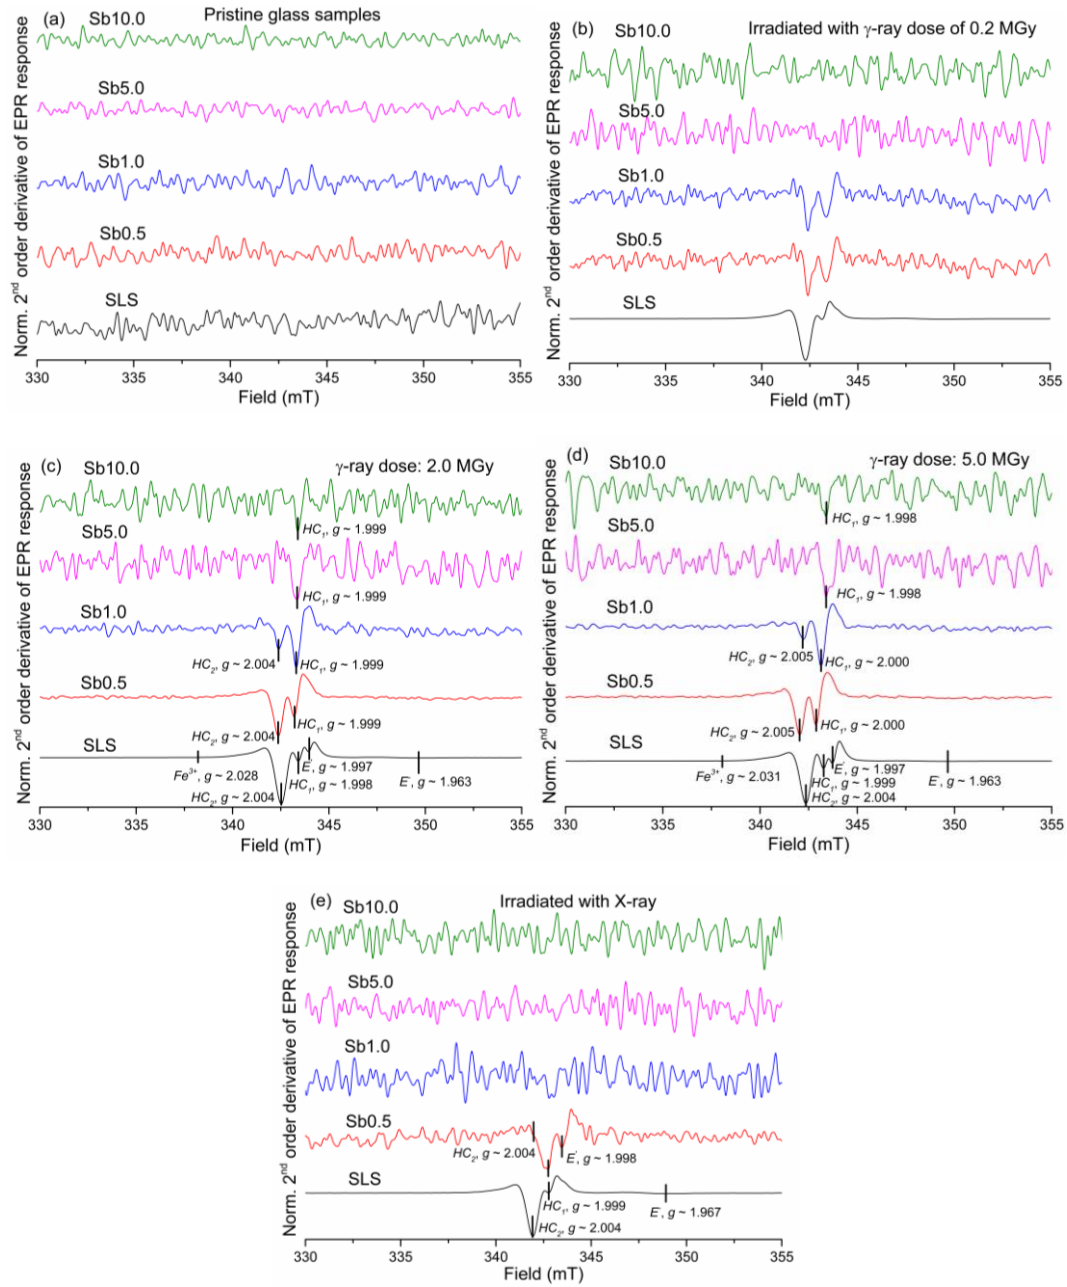 (a) Pristine glass samples
Sb10.0
Sb5.0
Sb1.0
Sb0.5
SLS
Norm. 2nd order derivative of EPR response
330 335 340 345 350 355
Field (mT)
(b) Irradiated with γ-ray dose of 0.2 MGy
Sb10.0
Sb5.0
Sb1.0
Sb0.5
SLS
Norm. 2nd order derivative of EPR response
330 335 340 345 350 355
Field (mT)
(c) γ-ray dose: 2.0 MGy
Sb10.0
HC1, g ~ 1.999
Sb5.0
HC1, g ~ 1.999
Sb1.0
HC2, g ~ 2.004 HC1, g ~ 1.999
Sb0.5
HC2, g ~ 2.004 HC1, g ~ 1.999
SLS
Fe3+, g ~ 2.028 E', g ~ 1.997 E-, g ~ 1.963
HC1, g ~ 1.998
HC2, g ~ 2.004
Norm. 2nd order derivative of EPR response
330 335 340 345 350 355
Field (mT)
(d) γ-ray dose: 5.0 MGy
Sb10.0
HC1, g ~ 1.998
Sb5.0
HC1, g ~ 1.998
Sb1.0
HC2, g ~ 2.005 HC1, g ~ 2.000
Sb0.5
HC2, g ~ 2.005 HC1, g ~ 2.000
SLS
Fe3+, g ~ 2.031 E', g ~ 1.997 E-, g ~ 1.963
HC1, g ~ 1.999
HC2, g ~ 2.004
Norm. 2nd order derivative of EPR response
330 335 340 345 350 355
Field (mT)
(e) Irradiated with X-ray
Sb10.0
Sb5.0
Sb1.0
Sb0.5
HC2, g ~ 2.004 E', g ~ 1.998
SLS
HC1, g ~ 1.999 E-, g ~ 1.967
HC2, g ~ 2.004
Norm. 2nd order derivative of EPR response
330 335 340 345 350 355
Field (mT)